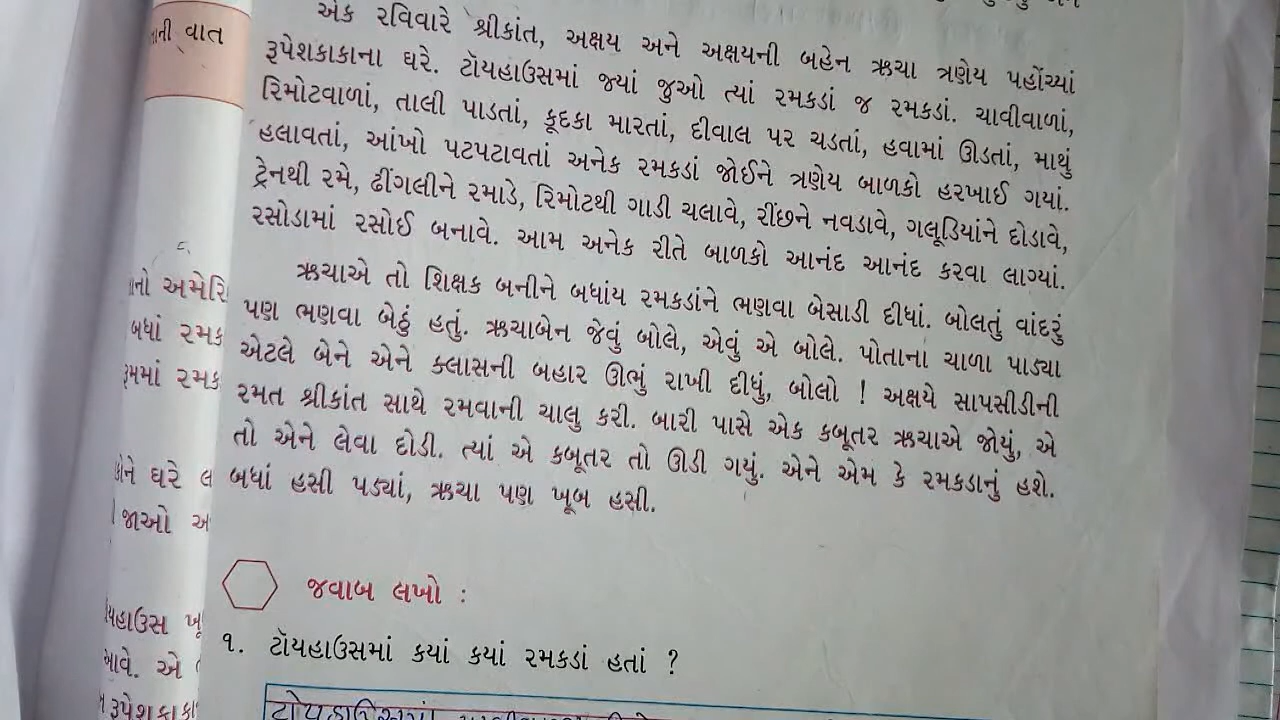 વાત
એક રવિવારે શ્રીકાંત, અક્ષય અને અક્ષયની બહેન ઋચા ત્રણેય પહોંચ્યાં
રૂપેશકાકાના ઘરે. ટૉયહાઉસમાં જ્યાં જુઓ ત્યાં રમકડાં જ રમકડાં. ચાવીવાળાં,
રિમોટવાળાં, તાલી પાડતાં, કૂદકા મારતાં, દીવાલ પર ચડતાં, હવામાં ઊડતાં, માથું
હલાવતાં, આંખો પટપટાવતાં અનેક રમકડાં જોઈને ત્રણેય બાળકો હરખાઈ ગયાં.
ટ્રેનથી રમે, ઢીંગલીને રમાડે, રિમોટથી ગાડી ચલાવે, રીંછને નવડાવે, ગલૂડિયાંને દોડાવે,
રસોડામાં રસોઈ બનાવે. આમ અનેક રીતે બાળકો આનંદ આનંદ કરવા લાગ્યાં.
ઋચાએ તો શિક્ષક બનીને બધાંય રમકડાંને ભણવા બેસાડી દીધાં. બોલતું વાંદરું
પણ ભણવા બેઠું હતું. ઋચાબેન જેવું બોલે, એવું એ બોલે. પોતાના ચાળા પાડ્યા
એટલે બેને એને ક્લાસની બહાર ઊભું રાખી દીધું, બોલો ! અક્ષયે સાપસીડીની
રમત શ્રીકાંત સાથે રમવાની ચાલુ કરી. બારી પાસે એક કબૂતર ઋચાએ જોયું, એ
તો એને લેવા દોડી. ત્યાં એ કબૂતર તો ઊડી ગયું. એને એમ કે રમકડાનું હશે.
બધાં હસી પડ્યાં, ઋચા પણ ખૂબ હસી.
બધાં
ઘરે
જાઓ
આવે. એ
જવાબ લખો :
૧. ટૉયહાઉસમાં કયાં કયાં રમકડાં હતાં ?